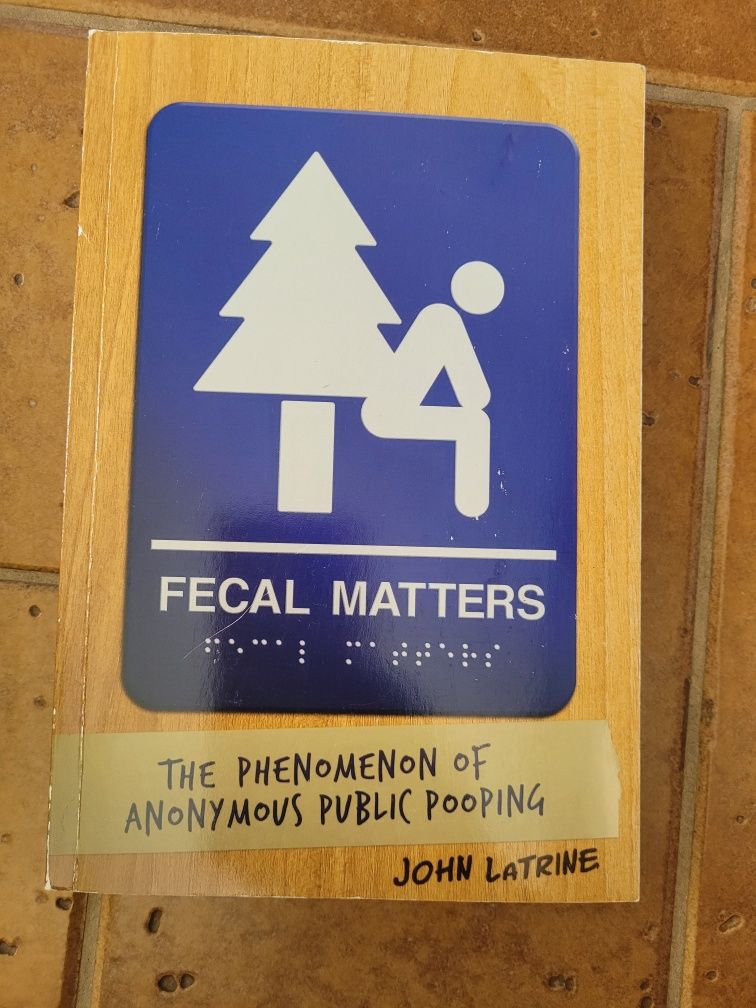 FECAL MATTERS
⠋⠑⠉⠁⠇ ⠍⠁⠞⠞⠑⠗⠎
THE PHENOMENON OF
ANONYMOUS PUBLIC POOPING
JOHN LATRINE